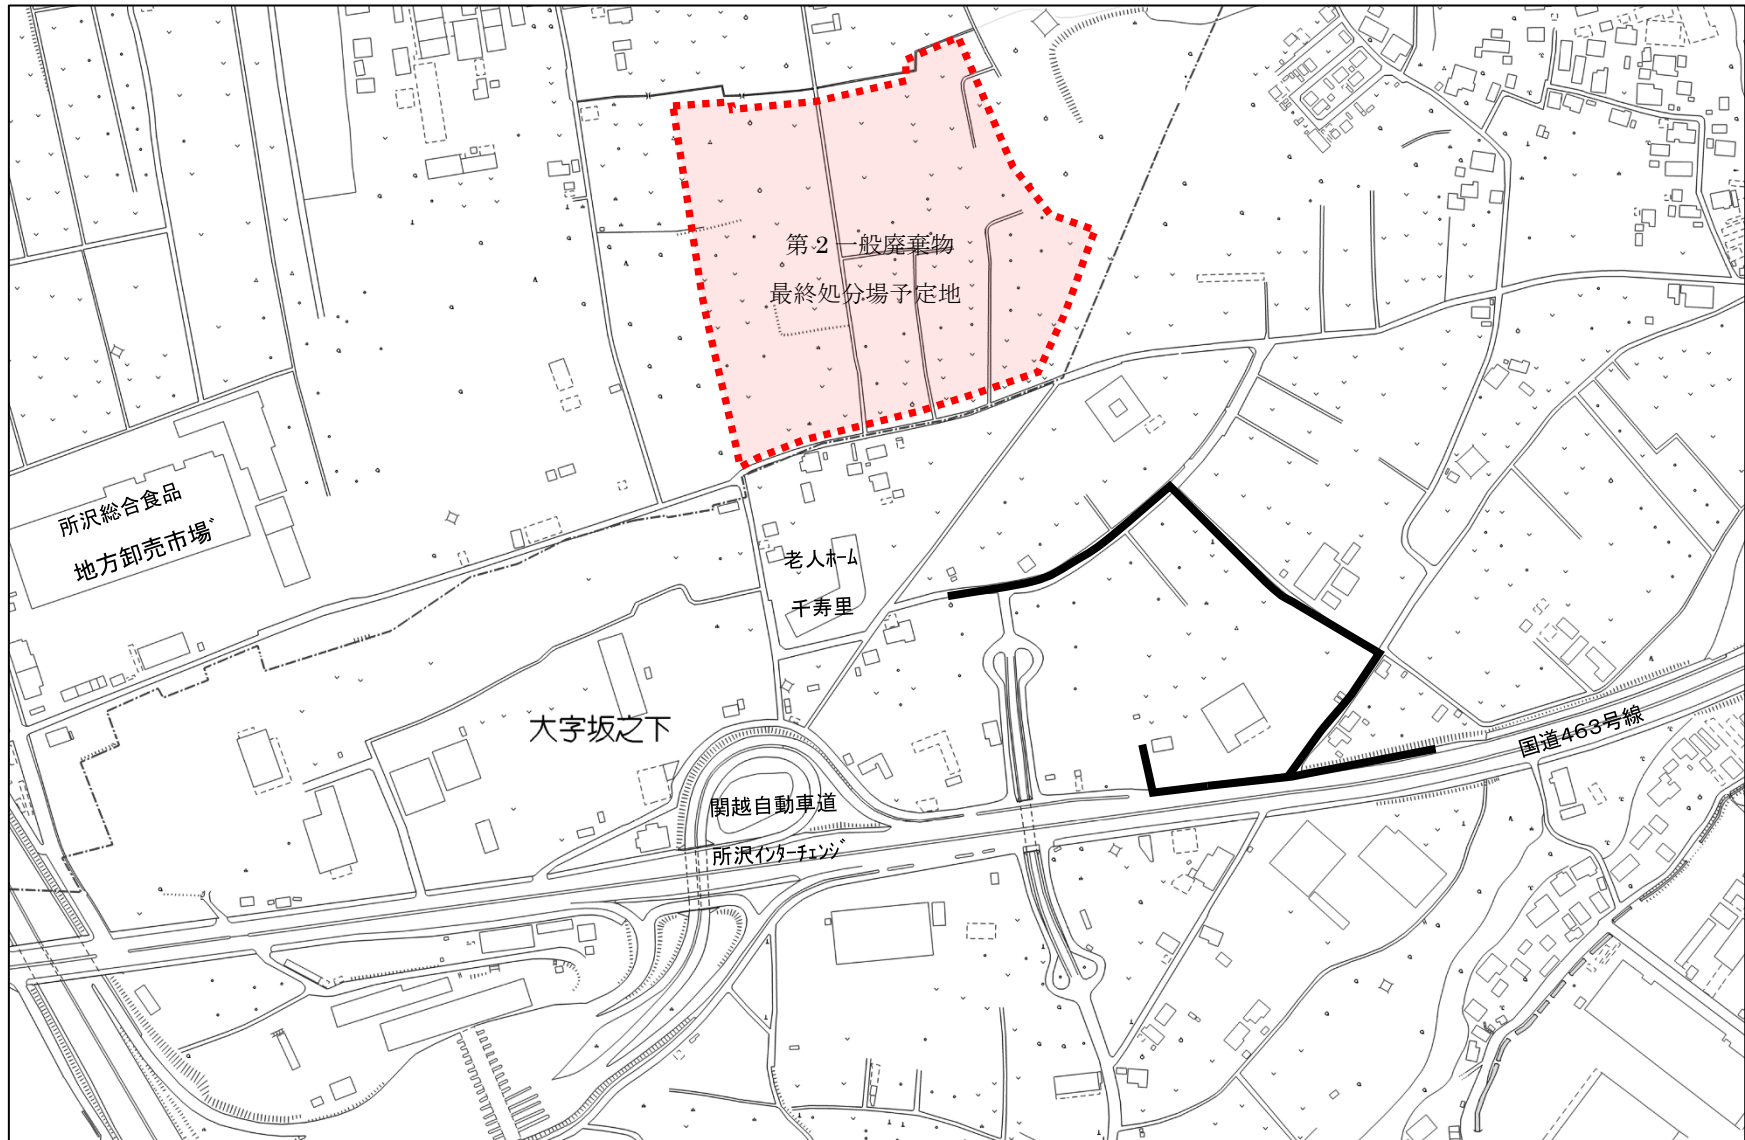 第2一般廃棄物
最終処分場予定地
所沢総合食品
地方卸売市場゛
老人ﾎｰﾑ
千寿里
大字坂之下
国道463号線
関越自動車道
所沢ｲﾝﾀｰﾁｪﾝｼﾞ